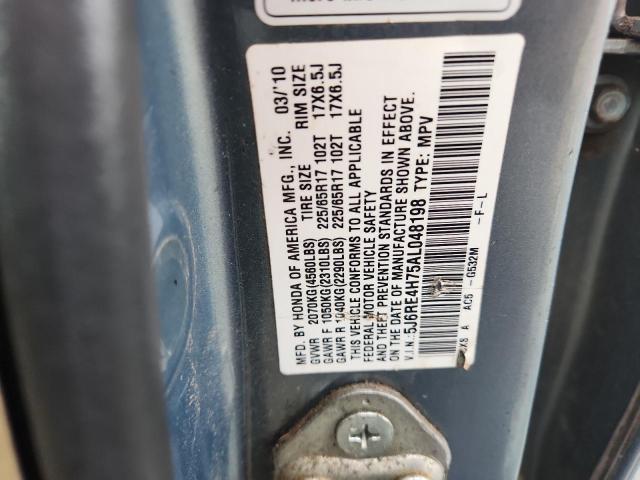 MFD. BY HONDA OF AMERICA MFG., INC. 03/'10
GVWR 2070KG(4560LBS) TIRE SIZE RIM SIZE
GAWR F 1050KG(2310LBS) 225/65R17 102T 17X6.5J
GAWR R 1040KG(2290LBS) 225/65R17 102T 17X6.5J
THIS VEHICLE CONFORMS TO ALL APPLICABLE
FEDERAL MOTOR VEHICLE SAFETY
AND THEFT PREVENTION STANDARDS IN EFFECT
ON THE DATE OF MANUFACTURE SHOWN ABOVE.
V.I.N.: 5J6RE4H75AL048198 TYPE: MPV
A AC5 G532M -F-L